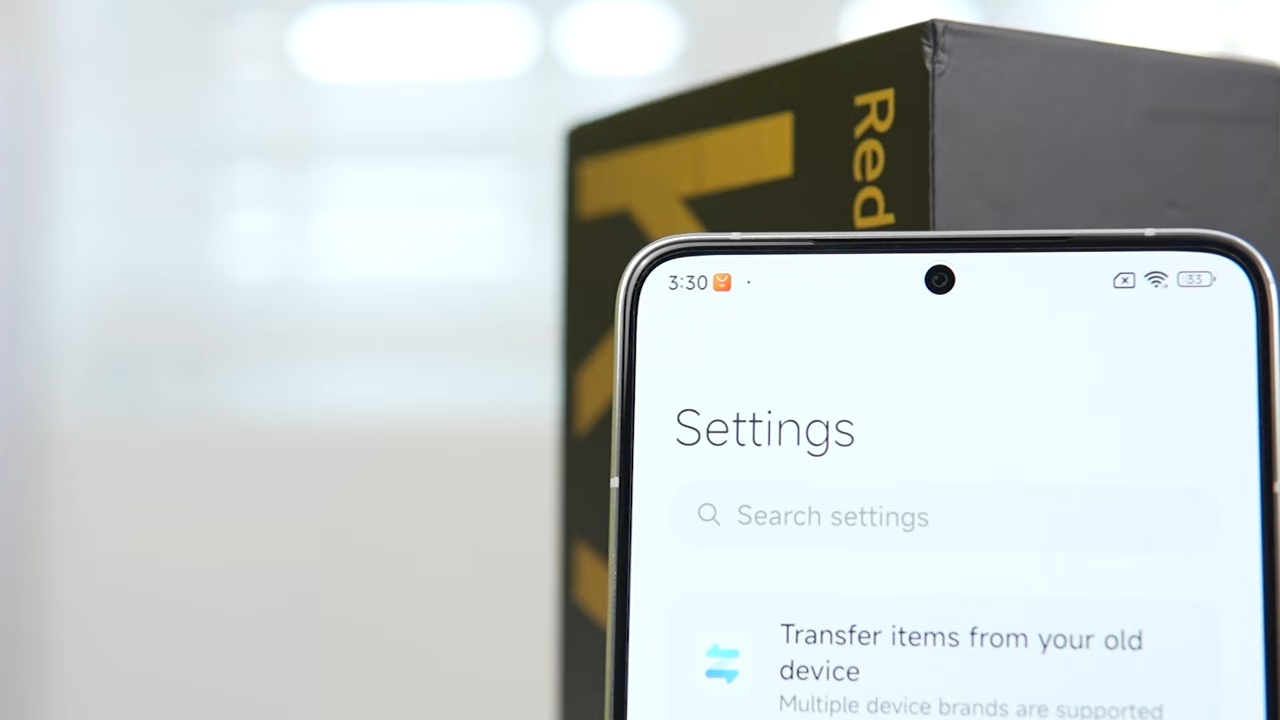 Red
K
3:30
33
Settings
Search settings
Transfer items from your old
device
Multiple device brands are supported